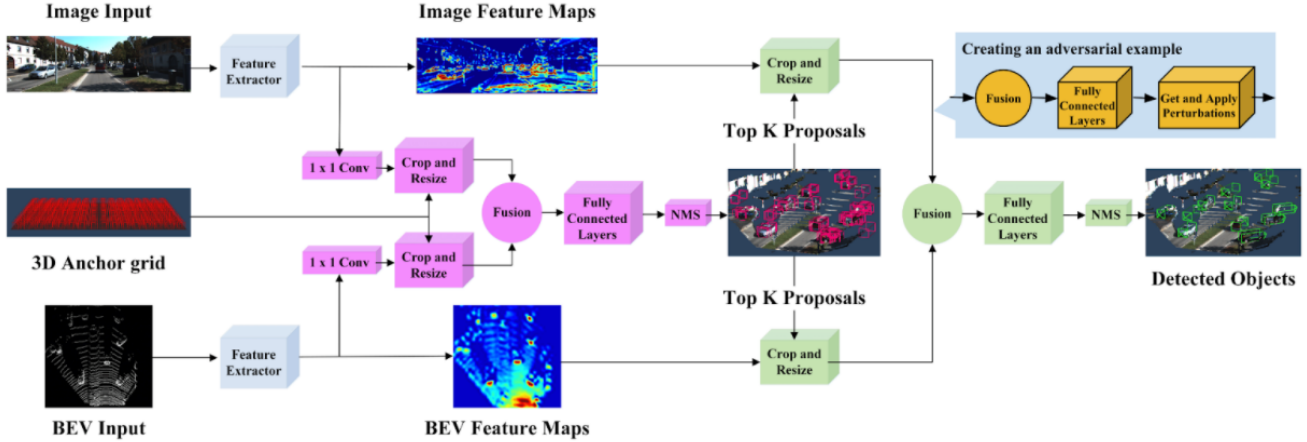 Image Input
Image Feature Maps
Feature
Extractor
Crop and
Resize
Creating an adversarial example
Fusion
Fully
Connected
Layers
Get and Apply
Perturbations
Top K Proposals
1 x 1 Conv
Crop and
Resize
3D Anchor grid
Fusion
Fully
Connected
Layers
NMS
Fusion
Fully
Connected
Layers
NMS
Detected Objects
1 x 1 Conv
Crop and
Resize
Top K Proposals
Feature
Extractor
Crop and
Resize
BEV Input
BEV Feature Maps